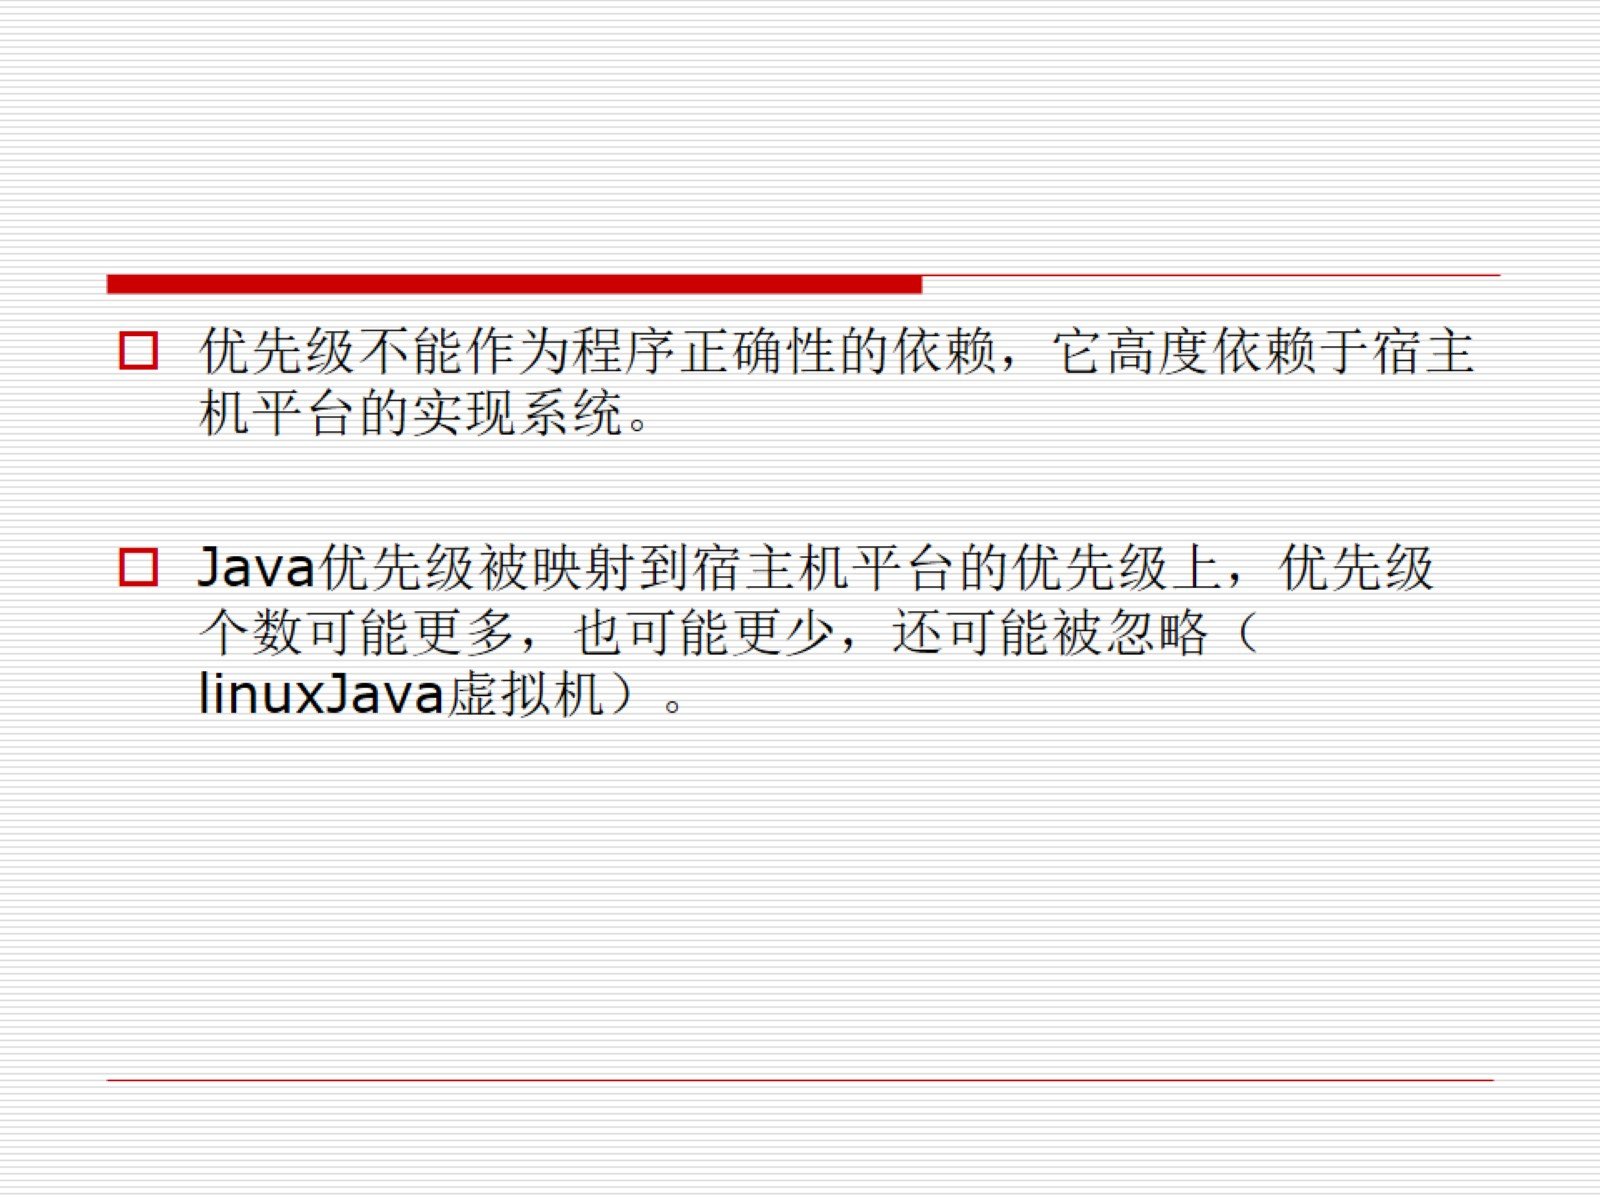 优先级不能作为程序正确性的依赖，它高度依赖于宿主
机平台的实现系统。
Java优先级被映射到宿主机平台的优先级上，优先级
个数可能更多，也可能更少，还可能被忽略（
linuxJava虚拟机）。